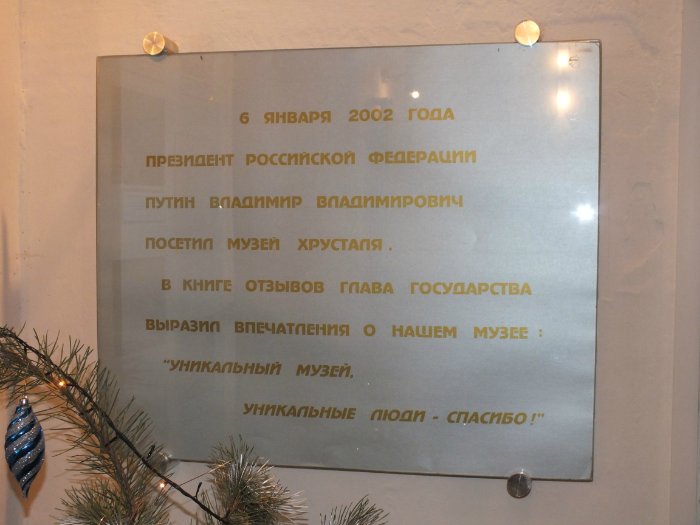 6 ЯНВАРЯ 2002 ГОДА
ПРЕЗИДЕНТ РОССИЙСКОЙ ФЕДЕРАЦИИ
ПУТИН ВЛАДИМИР ВЛАДИМИРОВИЧ
ПОСЕТИЛ МУЗЕЙ ХРУСТАЛЯ.
В КНИГЕ ОТЗЫВОВ ГЛАВА ГОСУДАРСТВА
ВЫРАЗИЛ ВПЕЧАТЛЕНИЯ О НАШЕМ МУЗЕЕ :
"УНИКАЛЬНЫЙ МУЗЕЙ,
УНИКАЛЬНЫЕ ЛЮДИ - СПАСИБО!"